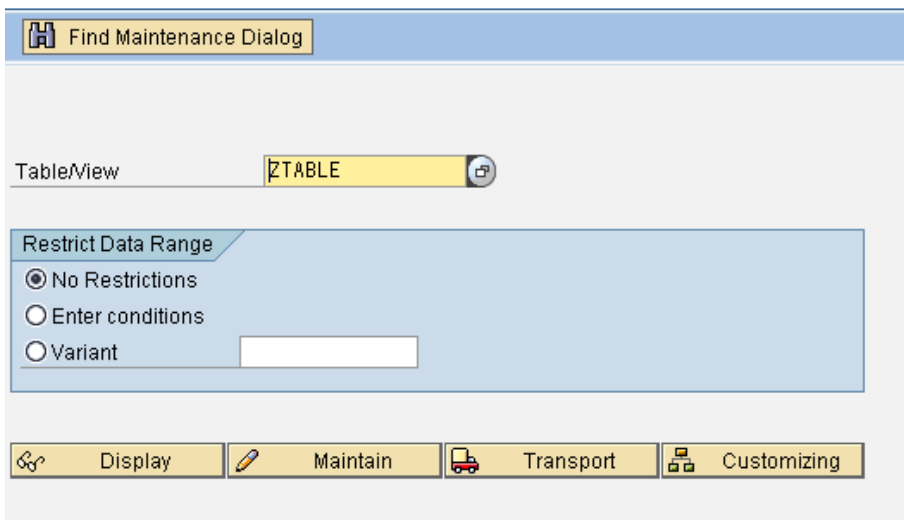 Find Maintenance Dialog
Table/View ZTABLE
Restrict Data Range
No Restrictions
Enter conditions
Variant
Display Maintain Transport Customizing